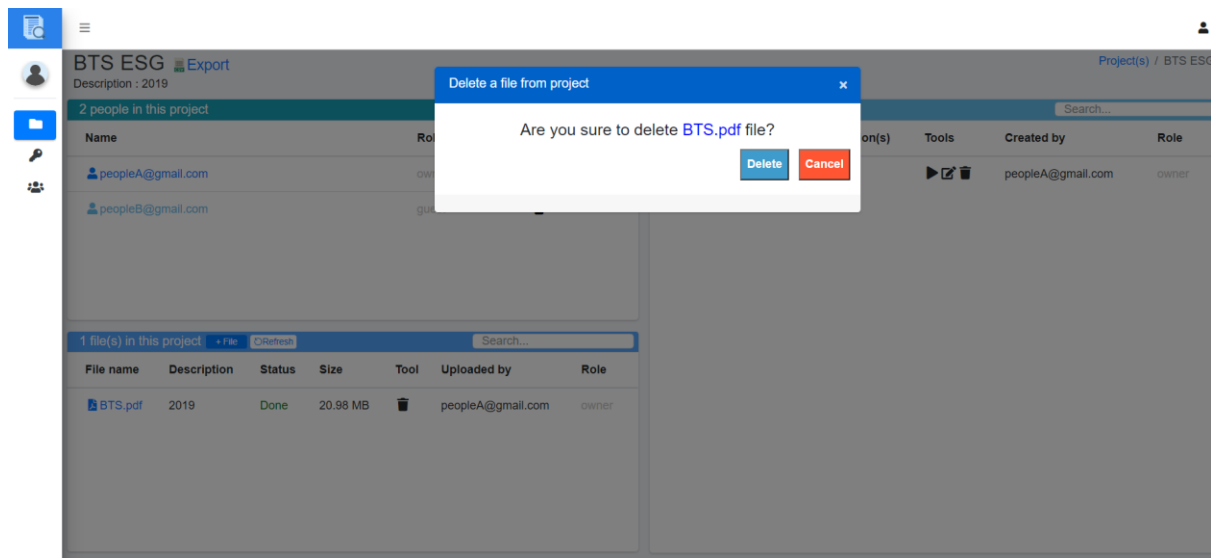 BTS ESG Export
Project(s) / BTS ESG
Description : 2019
Delete a file from project ×
2 people in this project
Search...
Are you sure to delete BTS.pdf file?
Name
on(s) Tools Created by Role
Delete Cancel
peopleA@gmail.com
peopleA@gmail.com owner
peopleB@gmail.com
1 file(s) in this project + File Refresh Search...
File name Description Status Size Tool Uploaded by Role
BTS.pdf 2019 Done 20.98 MB peopleA@gmail.com owner